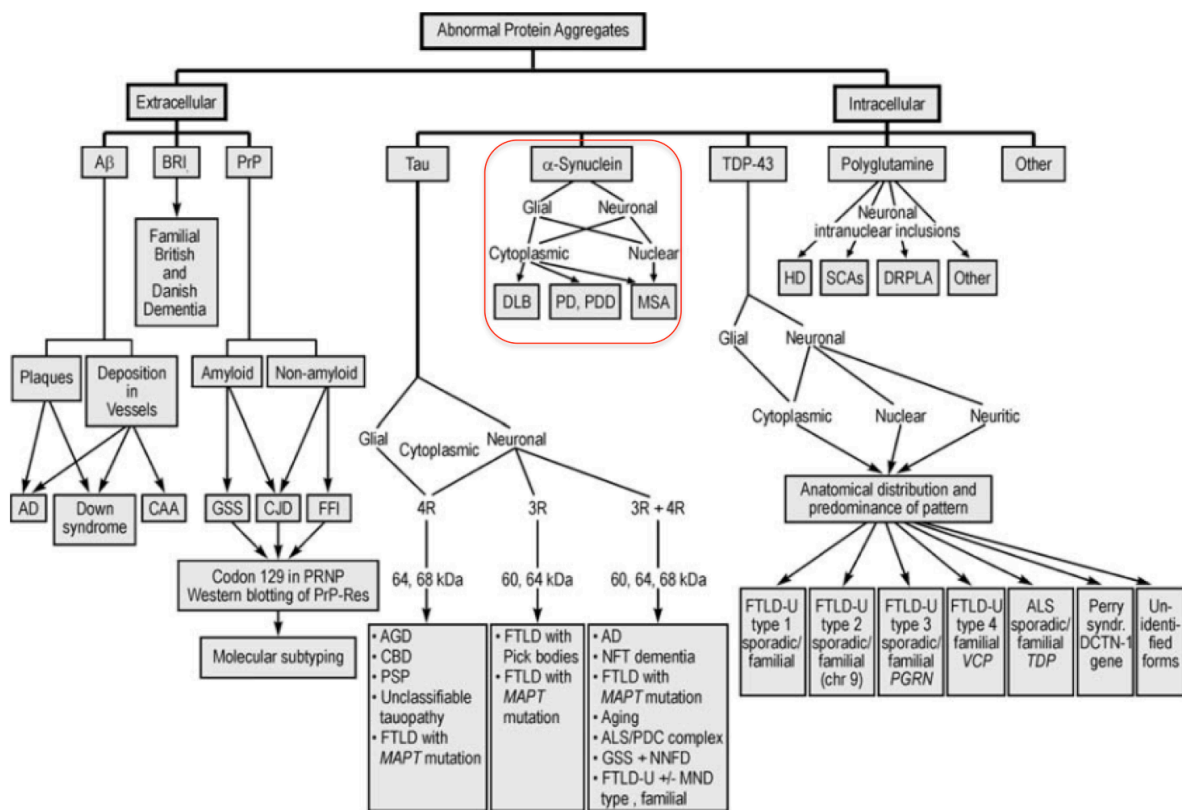 Abnormal Protein Aggregates
Extracellular
Intracellular
Aβ
BRI
PrP
Tau
α-Synuclein
TDP-43
Polyglutamine
Other
Familial
British
and
Danish
Dementia
Glial
Neuronal
Cytoplasmic
Nuclear
DLB
PD, PDD
MSA
Neuronal
intranuclear inclusions
HD
SCAs
DRPLA
Other
Plaques
Deposition
in
Vessels
Amyloid
Non-amyloid
AD
Down
syndrome
CAA
GSS
CJD
FFI
Codon 129 in PRNP
Western blotting of PrP-Res
Molecular subtyping
Glial
Cytoplasmic
Neuronal
4R
3R
3R + 4R
64, 68 kDa
60, 64 kDa
60, 64, 68 kDa
• AGD
• CBD
• PSP
• Unclassifiable
tauopathy
• FTLD with
MAPT mutation
• FTLD with
Pick bodies
• FTLD with
MAPT
mutation
• AD
• NFT dementia
• FTLD with
MAPT mutation
• Aging
• ALS/PDC complex
• GSS + NNFD
• FTLD-U +/- MND
type , familial
Glial
Neuronal
Cytoplasmic
Nuclear
Neuritic
Anatomical distribution and
predominance of pattern
FTLD-U
type 1
sporadic/
familial
FTLD-U
type 2
sporadic/
familial
(chr 9)
FTLD-U
type 3
sporadic/
familial
PGRN
FTLD-U
type 4
familial
VCP
ALS
sporadic/
familial
TDP
Perry
syndr.
DCTN-1
gene
Un-
identi-
fied
forms